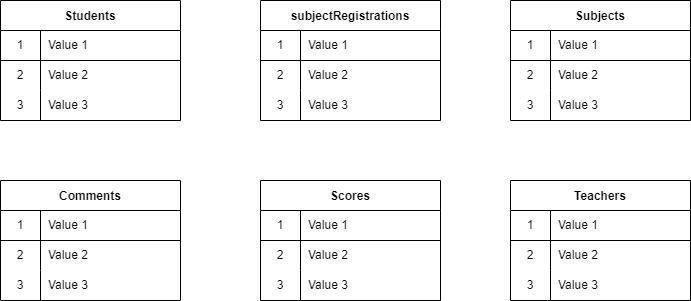 Students
1 Value 1
2 Value 2
3 Value 3
subjectRegistrations
1 Value 1
2 Value 2
3 Value 3
Subjects
1 Value 1
2 Value 2
3 Value 3
Comments
1 Value 1
2 Value 2
3 Value 3
Scores
1 Value 1
2 Value 2
3 Value 3
Teachers
1 Value 1
2 Value 2
3 Value 3